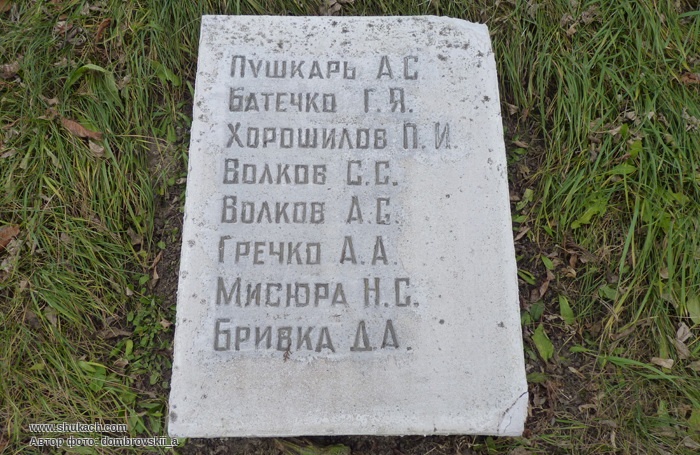 Пушкарь А.С
Батечко Г.Я.
Хорошилов П.И.
Волков С.С.
Волков А.С.
Гречко А.А.
Мисюра Н.С.
Бривка Д.А.
www.shukach.com
Автор фото: dombrovskii_a